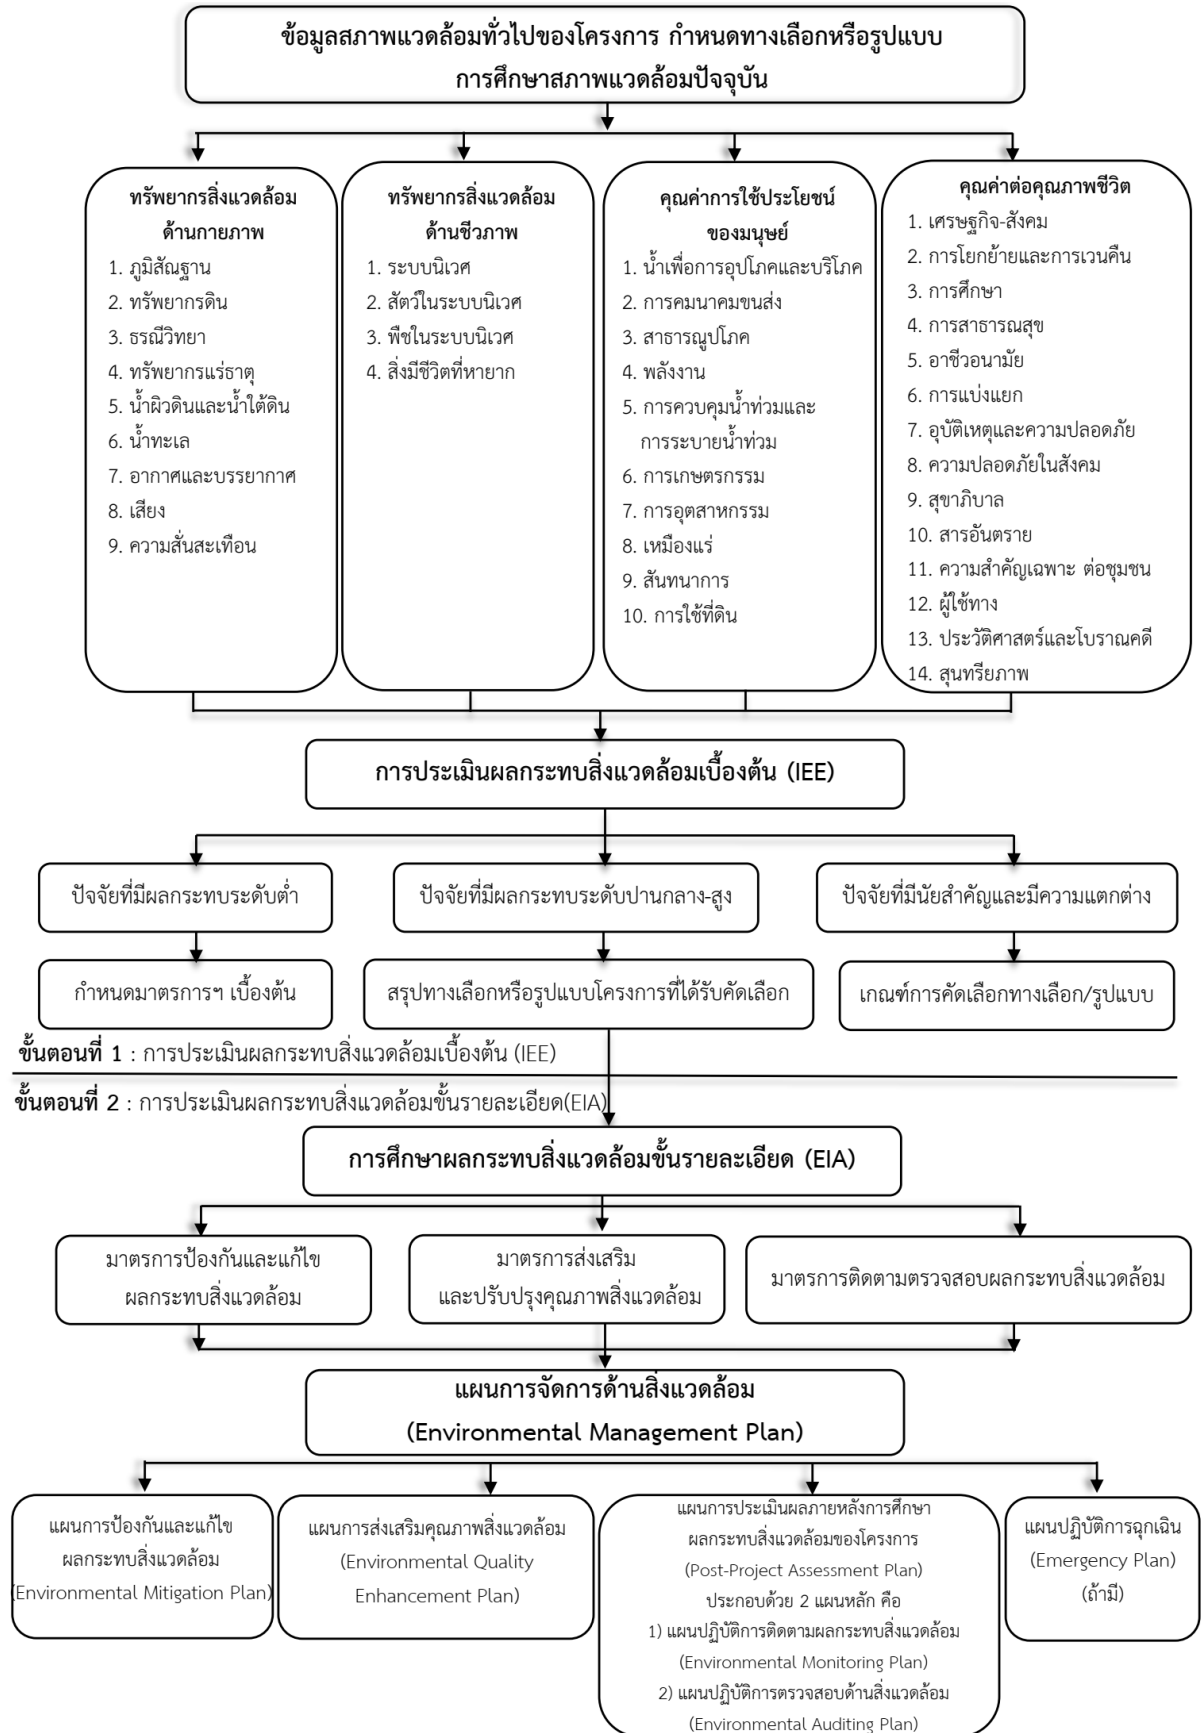 ข้อมูลสภาพแวดล้อมทั่วไปของโครงการ กำหนดทางเลือกหรือรูปแบบ
การศึกษาสภาพแวดล้อมปัจจุบัน
ทรัพยากรสิ่งแวดล้อม
ด้านกายภาพ
1. ภูมิสัณฐาน
2. ทรัพยากรดิน
3. ธรณีวิทยา
4. ทรัพยากรแร่ธาตุ
5. น้ำผิวดินและน้ำใต้ดิน
6. น้ำทะเล
7. อากาศและบรรยากาศ
8. เสียง
9. ความสั่นสะเทือน
ทรัพยากรสิ่งแวดล้อม
ด้านชีวภาพ
1. ระบบนิเวศ
2. สัตว์ในระบบนิเวศ
3. พืชในระบบนิเวศ
4. สิ่งมีชีวิตที่หายาก
คุณค่าการใช้ประโยชน์
ของมนุษย์
1. น้ำเพื่อการอุปโภคและบริโภค
2. การคมนาคมขนส่ง
3. สาธารณูปโภค
4. พลังงาน
5. การควบคุมน้ำท่วมและ
การระบายน้ำท่วม
6. การเกษตรกรรม
7. การอุตสาหกรรม
8. เหมืองแร่
9. สันทนาการ
10. การใช้ที่ดิน
คุณค่าต่อคุณภาพชีวิต
1. เศรษฐกิจ-สังคม
2. การโยกย้ายและการเวนคืน
3. การศึกษา
4. การสาธารณสุข
5. อาชีวอนามัย
6. การแบ่งแยก
7. อุบัติเหตุและความปลอดภัย
8. ความปลอดภัยในสังคม
9. สุขาภิบาล
10. สารอันตราย
11. ความสำคัญเฉพาะ ต่อชุมชน
12. ผู้ใช้ทาง
13. ประวัติศาสตร์และโบราณคดี
14. สุนทรียภาพ
การประเมินผลกระทบสิ่งแวดล้อมเบื้องต้น (IEE)
ปัจจัยที่มีผลกระทบระดับต่ำ
ปัจจัยที่มีผลกระทบระดับปานกลาง-สูง
ปัจจัยที่มีนัยสำคัญและมีความแตกต่าง
กำหนดมาตรการฯ เบื้องต้น
สรุปทางเลือกหรือรูปแบบโครงการที่ได้รับคัดเลือก
เกณฑ์การคัดเลือกทางเลือก/รูปแบบ
ขั้นตอนที่ 1 : การประเมินผลกระทบสิ่งแวดล้อมเบื้องต้น (IEE)
ขั้นตอนที่ 2 : การประเมินผลกระทบสิ่งแวดล้อมขั้นรายละเอียด(EIA)
การศึกษาผลกระทบสิ่งแวดล้อมขั้นรายละเอียด (EIA)
มาตรการป้องกันและแก้ไข
ผลกระทบสิ่งแวดล้อม
มาตรการส่งเสริม
และปรับปรุงคุณภาพสิ่งแวดล้อม
มาตรการติดตามตรวจสอบผลกระทบสิ่งแวดล้อม
แผนการจัดการด้านสิ่งแวดล้อม
(Environmental Management Plan)
แผนการป้องกันและแก้ไข
ผลกระทบสิ่งแวดล้อม
(Environmental Mitigation Plan)
แผนการส่งเสริมคุณภาพสิ่งแวดล้อม
(Environmental Quality
Enhancement Plan)
แผนการประเมินผลภายหลังการศึกษา
ผลกระทบสิ่งแวดล้อมของโครงการ
(Post-Project Assessment Plan)
ประกอบด้วย 2 แผนหลัก คือ
1) แผนปฏิบัติการติดตามผลกระทบสิ่งแวดล้อม
(Environmental Monitoring Plan)
2) แผนปฏิบัติการตรวจสอบด้านสิ่งแวดล้อม
(Environmental Auditing Plan)
แผนปฏิบัติการฉุกเฉิน
(Emergency Plan)
(ถ้ามี)